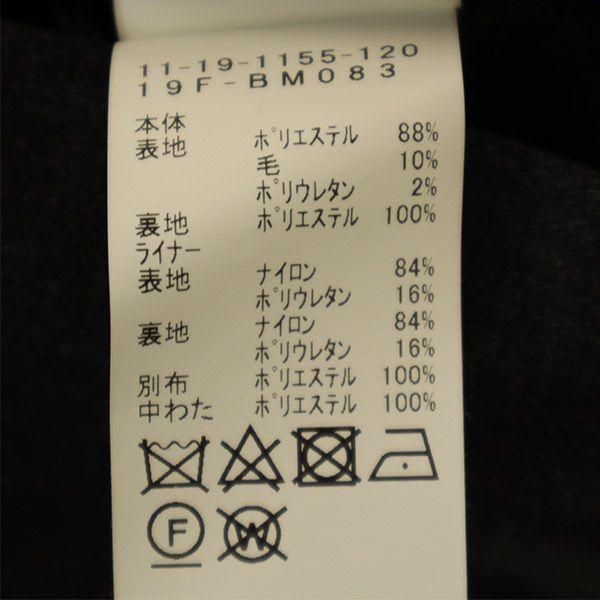 11-19-1155-120
19F-BM083
本体
表地 ポリエステル 88%
毛 10%
ポリウレタン 2%
裏地 ポリエステル 100%
ライナー
表地 ナイロン 84%
ポリウレタン 16%
裏地 ナイロン 84%
ポリウレタン 16%
別布 ポリエステル 100%
中わた ポリエステル 100%
F W